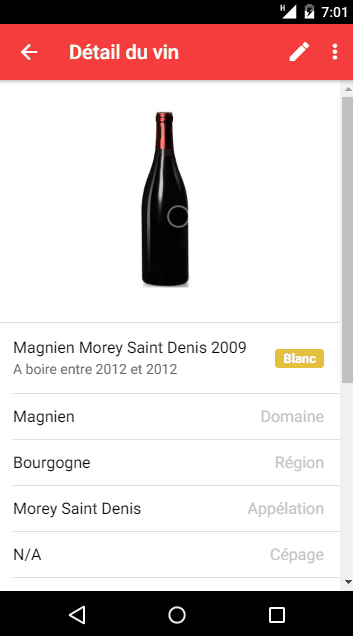 H 7:01
Détail du vin
Magnien Morey Saint Denis 2009
Blanc
A boire entre 2012 et 2012
Magnien Domaine
Bourgogne Région
Morey Saint Denis Appélation
N/A Cépage